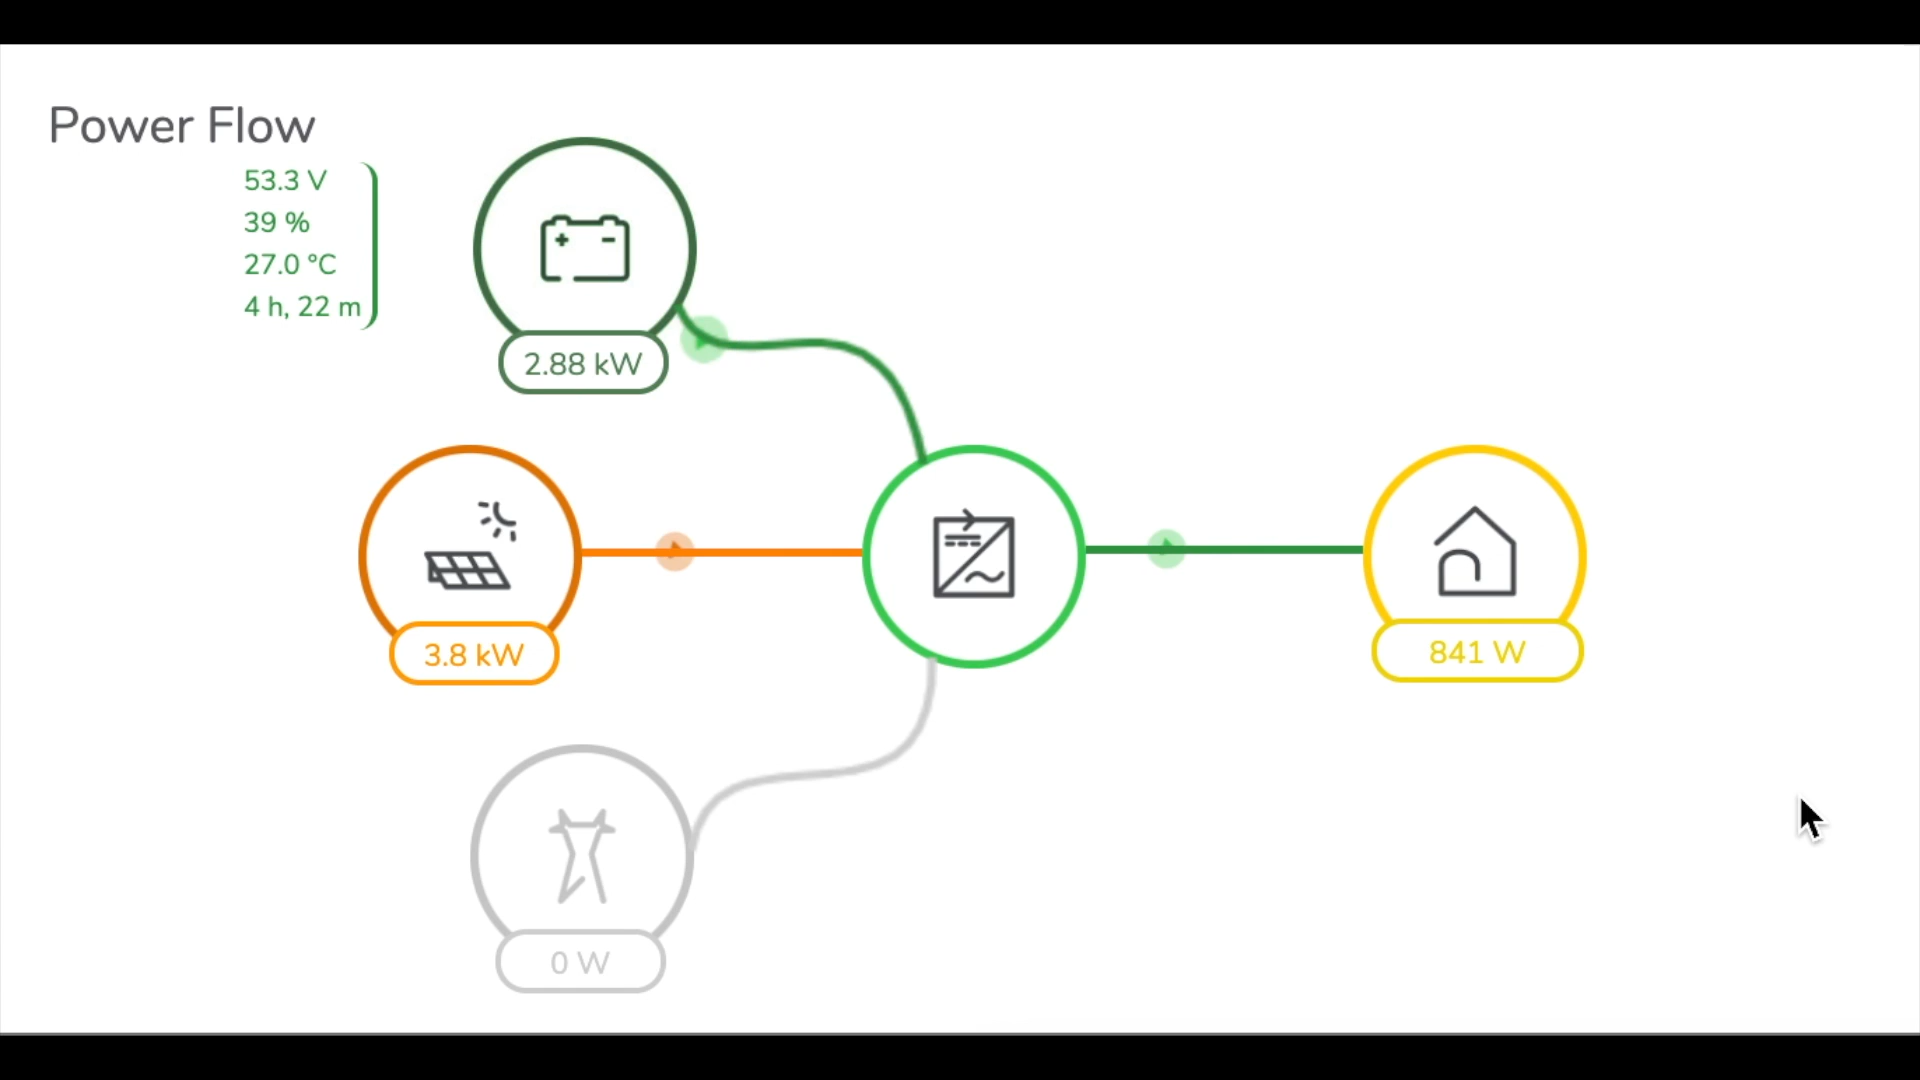 Power Flow
53.3 V
39 %
27.0 °C
4 h, 22 m
2.88 kW
3.8 kW
841 W
0 W